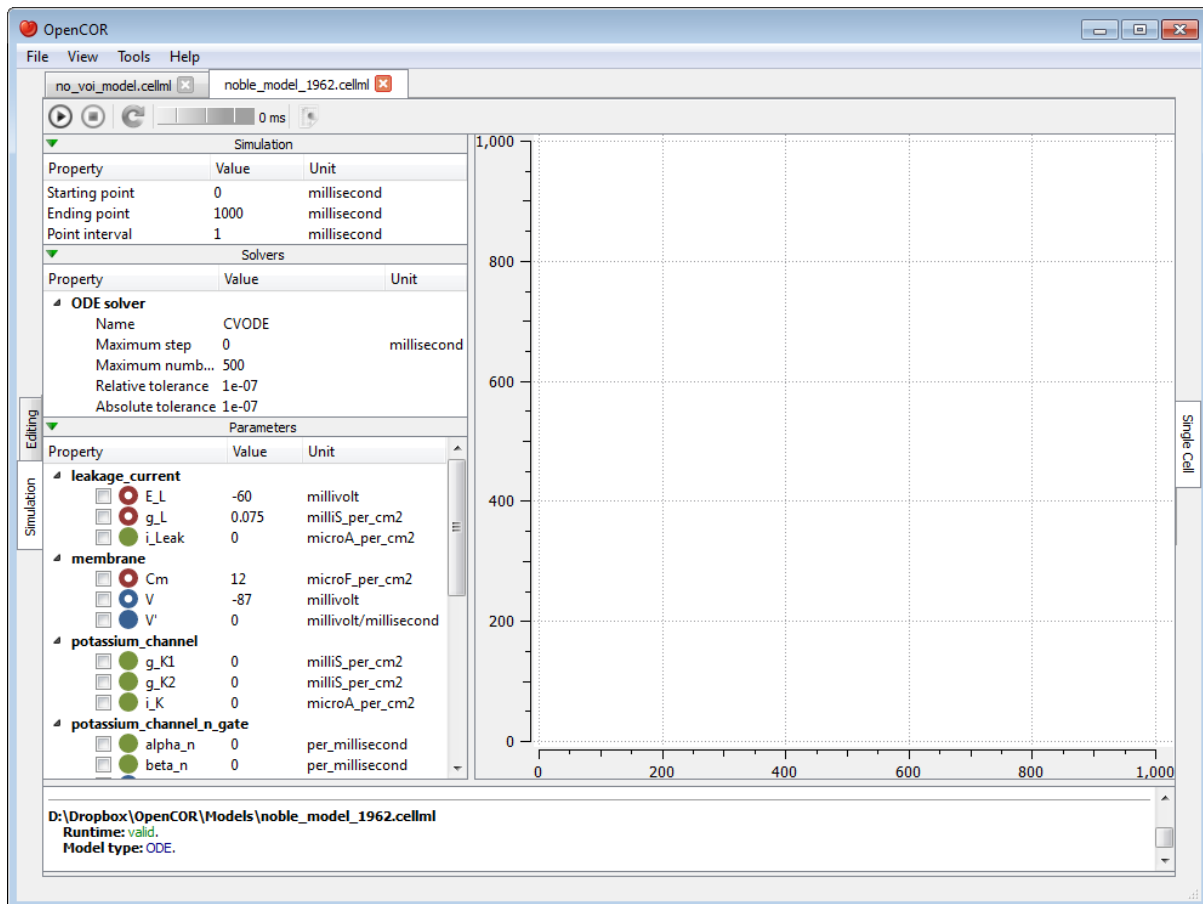 OpenCOR
File View Tools Help
no_voi_model.cellml noble_model_1962.cellml
0 ms
Simulation
Property Value Unit
Starting point 0 millisecond
Ending point 1000 millisecond
Point interval 1 millisecond
Solvers
Property Value Unit
ODE solver
Name CVODE
Maximum step 0 millisecond
Maximum numb... 500
Relative tolerance 1e-07
Absolute tolerance 1e-07
Parameters
Property Value Unit
leakage_current
E_L -60 millivolt
g_L 0.075 milliS_per_cm2
i_Leak 0 microA_per_cm2
membrane
Cm 12 microF_per_cm2
V -87 millivolt
V' 0 millivolt/millisecond
potassium_channel
g_K1 0 milliS_per_cm2
g_K2 0 milliS_per_cm2
i_K 0 microA_per_cm2
potassium_channel_n_gate
alpha_n 0 per_millisecond
beta_n 0 per_millisecond
Editing
Simulation
1,000
800
600
400
200
0
0 200 400 600 800 1,000
Single Cell
D:\Dropbox\OpenCOR\Models\noble_model_1962.cellml
Runtime: valid.
Model type: ODE.